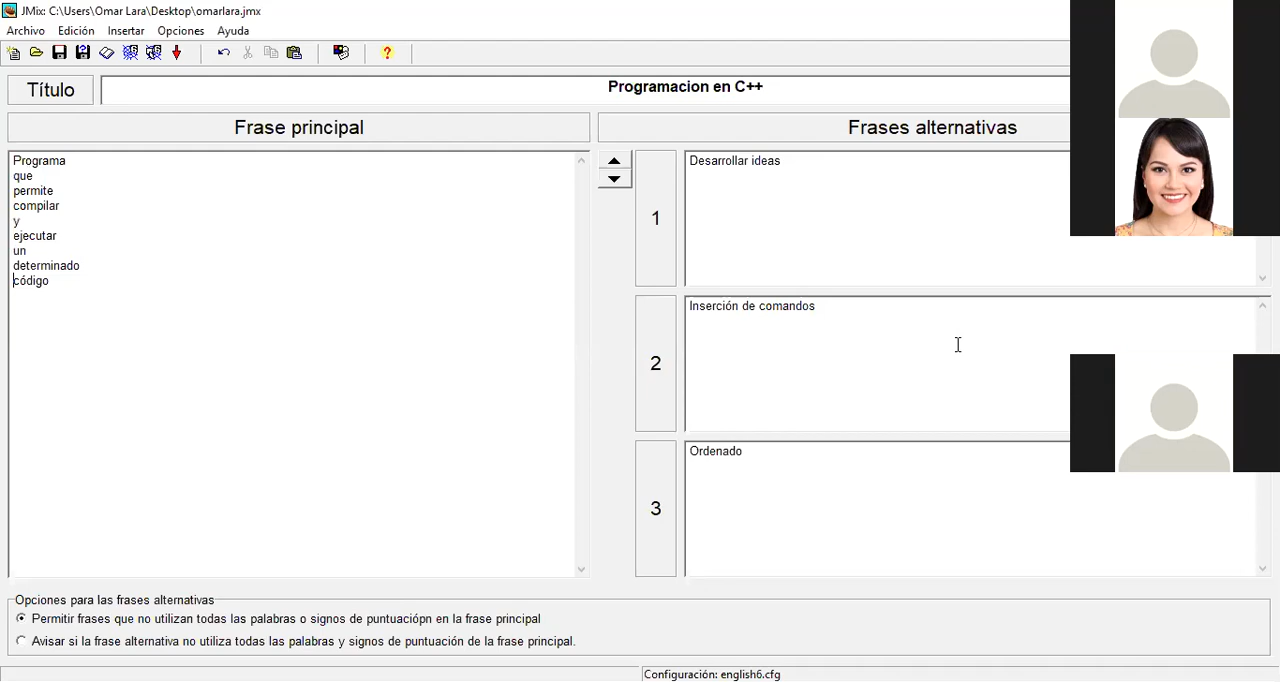 JMix: C:\Users\Omar Lara\Desktop\omarlara.jmx
Archivo Edición Insertar Opciones Ayuda
Título
Programacion en C++
Frase principal
Frases alternativas
Programa
que
permite
compilar
y
ejecutar
un
determinado
código
1
Desarrollar ideas
2
Inserción de comandos
3
Ordenado
Opciones para las frases alternativas
Permitir frases que no utilizan todas las palabras o signos de puntuaciópn en la frase principal
Avisar si la frase alternativa no utiliza todas las palabras y signos de puntuación de la frase principal.
Configuración: english6.cfg